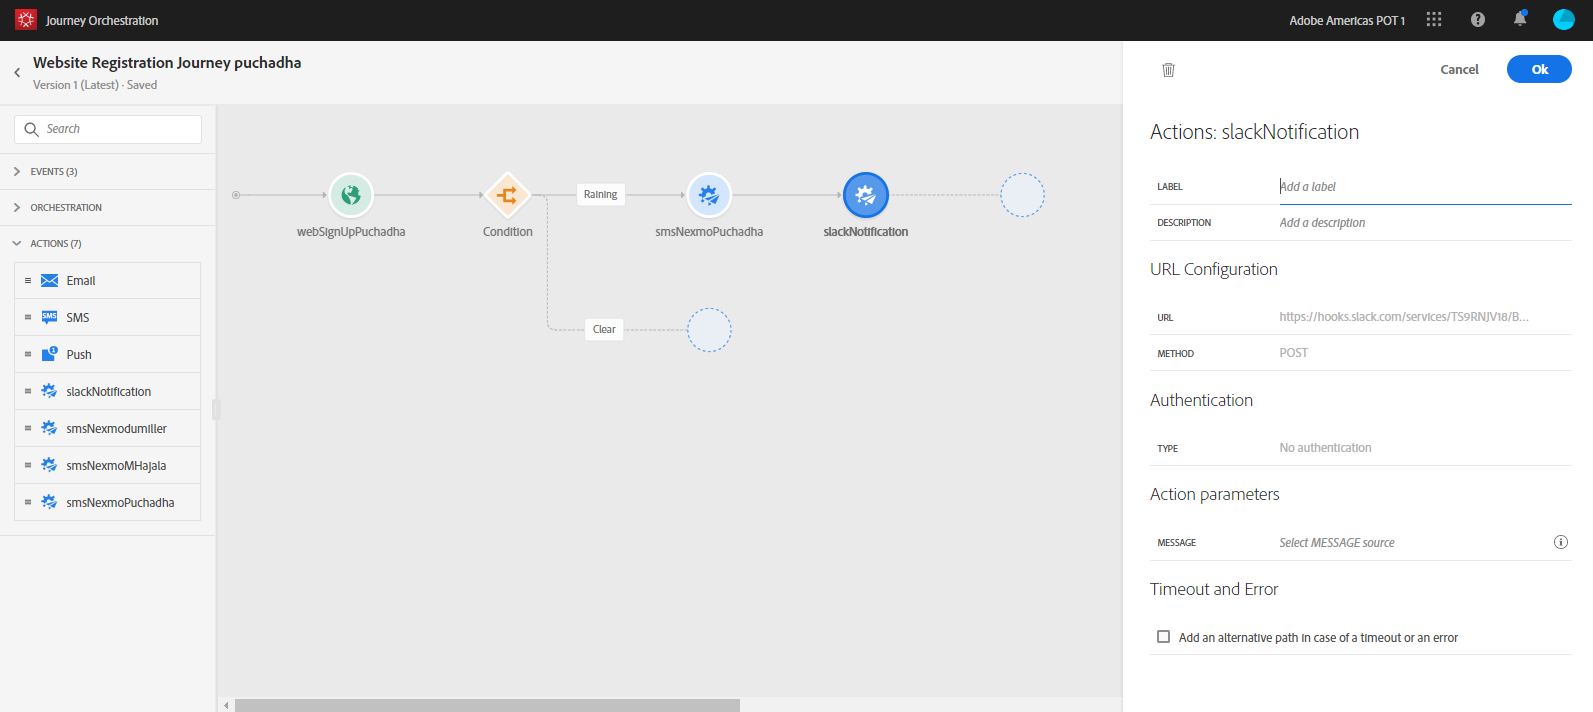 Journey Orchestration
Adobe Americas POT 1
Website Registration Journey puchadha
Version 1 (Latest) · Saved
Cancel
Ok
Search
EVENTS (3)
ORCHESTRATION
ACTIONS (7)
Email
SMS
SMS
1
Push
slackNotification
smsNexmodumiller
smsNexmoMHajala
smsNexmoPuchadha
Raining
webSignUpPuchadha
Condition
smsNexmoPuchadha
slackNotification
Clear
Actions: slackNotification
LABEL
Add a label
DESCRIPTION
Add a description
URL Configuration
URL
https://hooks.slack.com/services/TS9RNJV18/B...
METHOD
POST
Authentication
TYPE
No authentication
Action parameters
MESSAGE
Select MESSAGE source
Timeout and Error
Add an alternative path in case of a timeout or an error